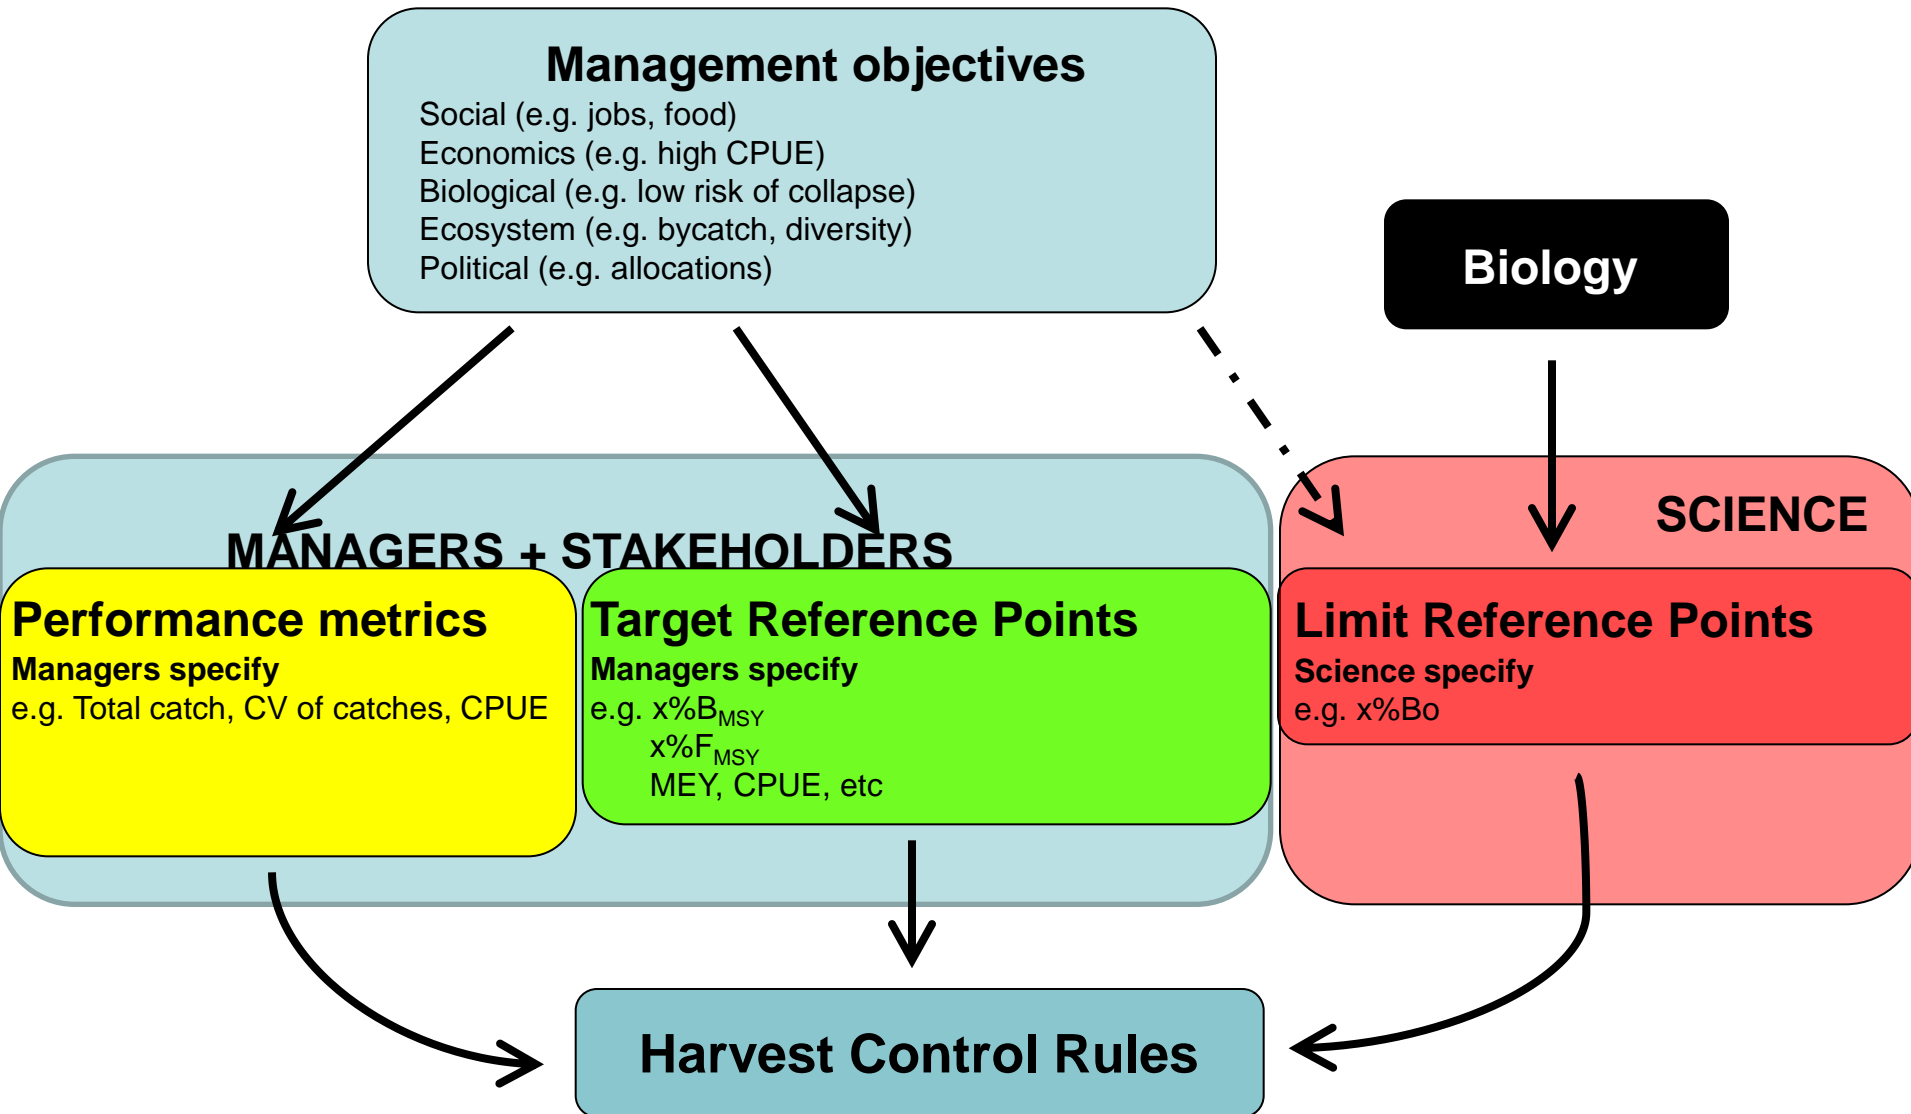 Management objectives
Social (e.g. jobs, food)
Economics (e.g. high CPUE)
Biological (e.g. low risk of collapse)
Ecosystem (e.g. bycatch, diversity)
Political (e.g. allocations)
Biology
MANAGERS + STAKEHOLDERS
SCIENCE
Performance metrics
Managers specify
e.g. Total catch, CV of catches, CPUE
Target Reference Points
Managers specify
e.g. x%BMSY
x%FMSY
MEY, CPUE, etc
Limit Reference Points
Science specify
e.g. x%Bo
Harvest Control Rules